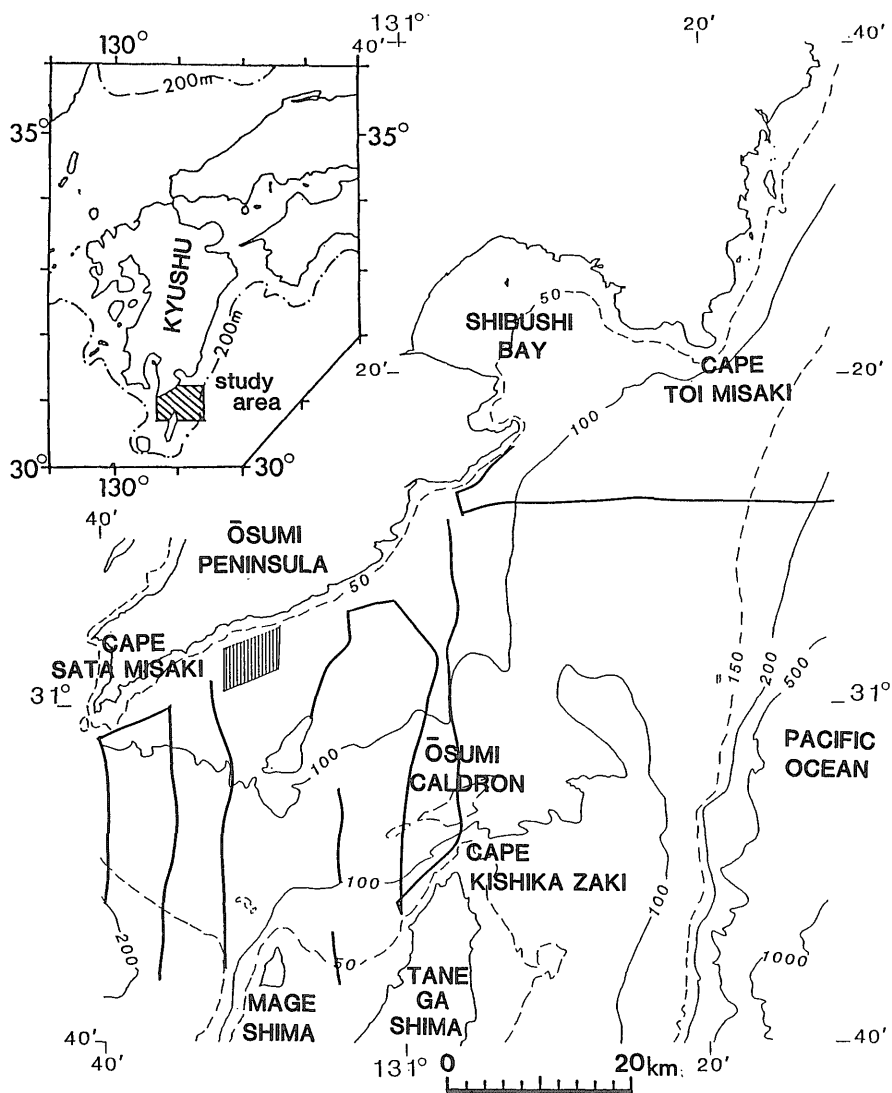 130°
131°
40'
20'
40'
200m
35°
35°
KYUSHU
200m
study
area
30°
30°
130°
20'
20'
SHIBUSHI
BAY
50
CAPE
TOI MISAKI
100
40'
ŌSUMI
PENINSULA
50
CAPE
SATA MISAKI
31°
150
200
500
31°
100
ŌSUMI
CALDRON
PACIFIC
OCEAN
CAPE
KISHIKA ZAKI
100
100
200
50
1000
MAGE
SHIMA
TANE
GA
SHIMA
40'
40'
40'
131°
0
20 km
20'